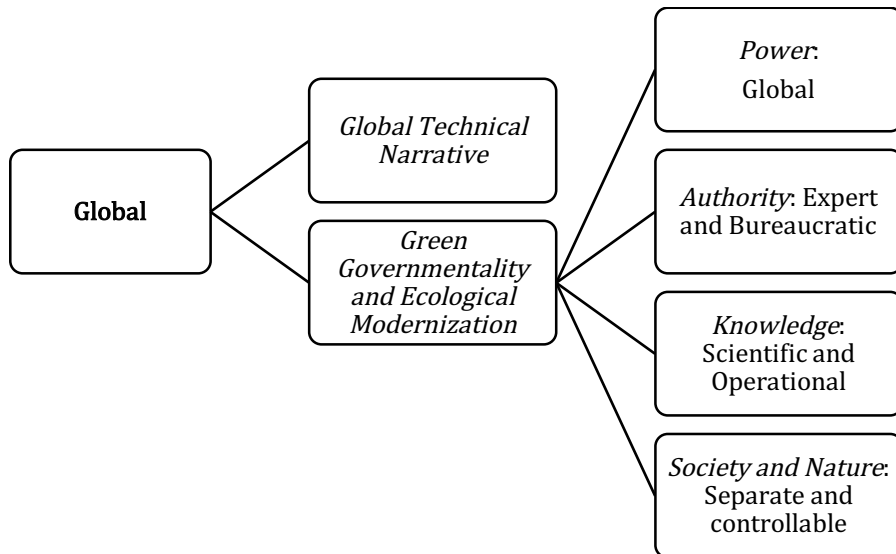 Global
Global Technical
Narrative
Green
Governmentality
and Ecological
Modernization
Power:
Global
Authority: Expert
and Bureaucratic
Knowledge:
Scientific and
Operational
Society and Nature:
Separate and
controllable